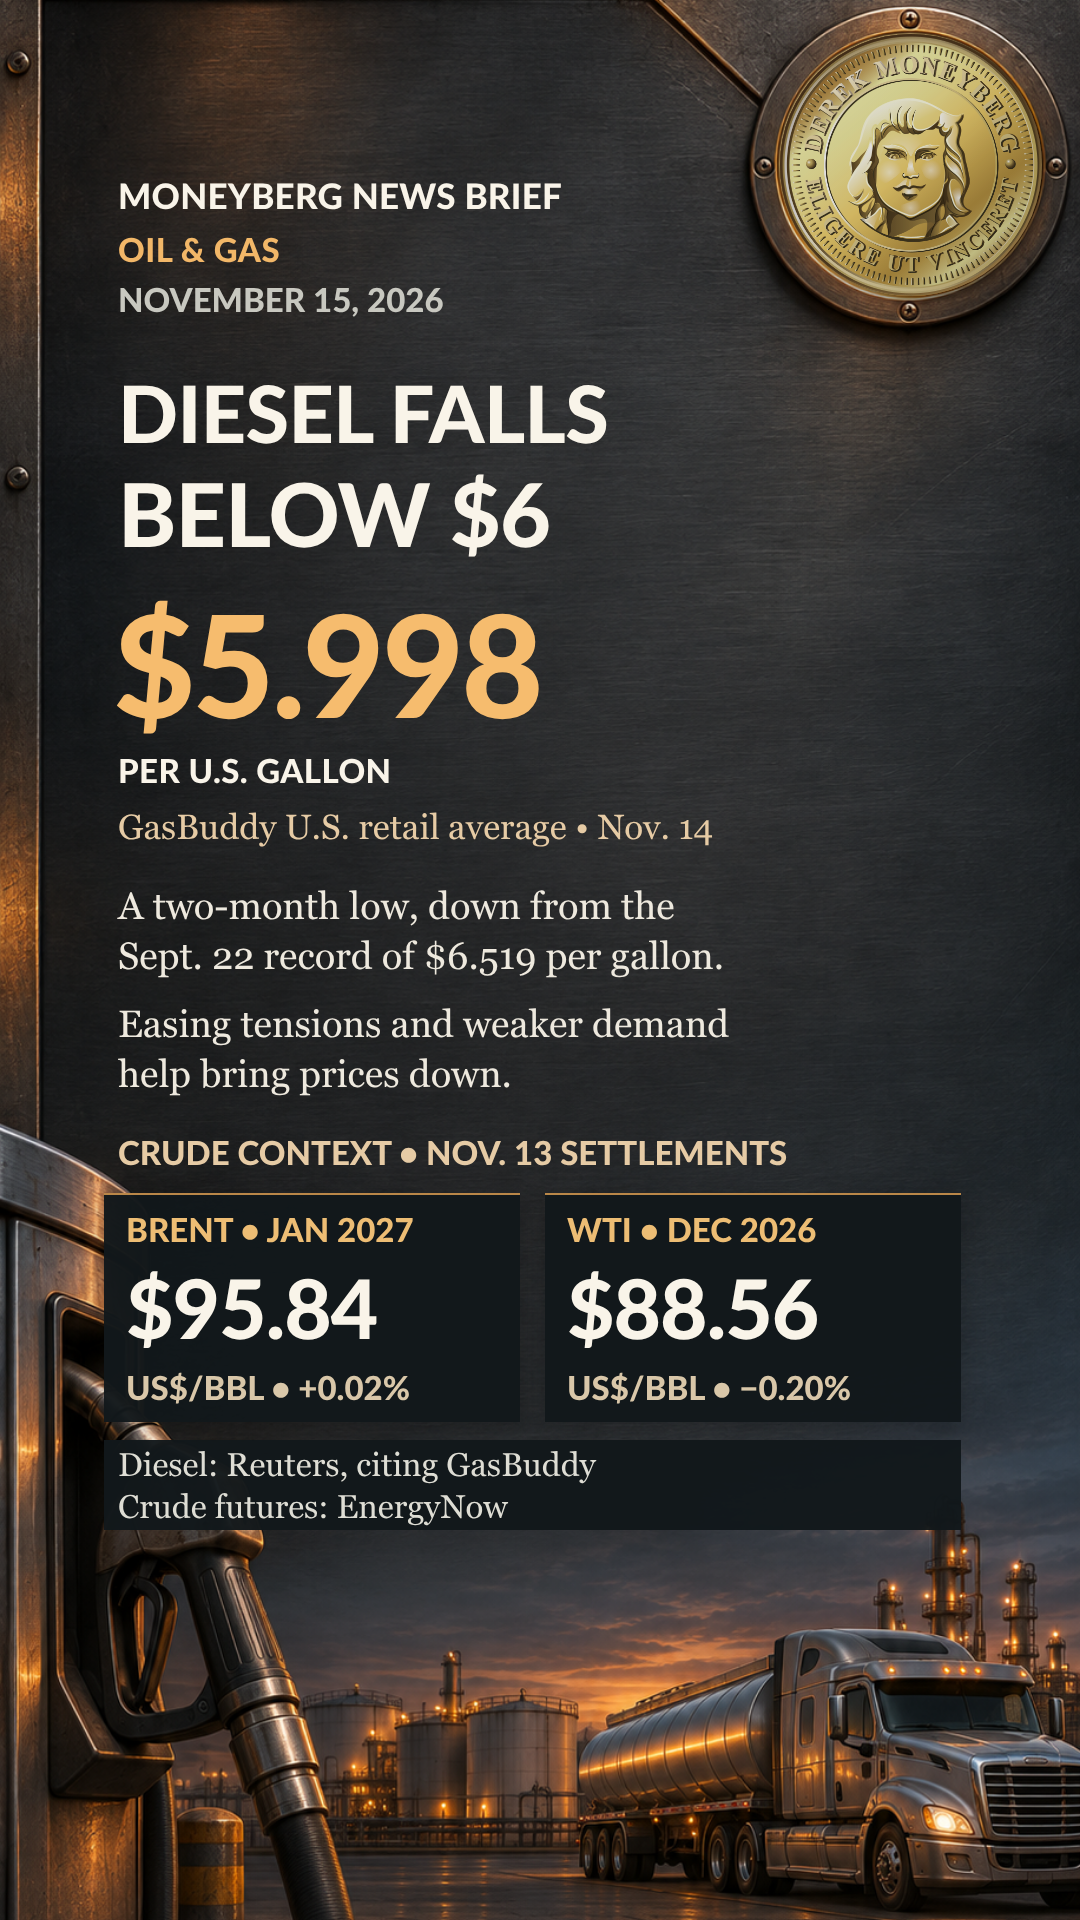 DEREK MONEYBERG
ELIGERE UT VINCERET
MONEYBERG NEWS BRIEF
OIL & GAS
NOVEMBER 15, 2026
DIESEL FALLS
BELOW $6
$5.998
PER U.S. GALLON
GasBuddy U.S. retail average • Nov. 14
A two-month low, down from the
Sept. 22 record of $6.519 per gallon.
Easing tensions and weaker demand
help bring prices down.
CRUDE CONTEXT • NOV. 13 SETTLEMENTS
BRENT • JAN 2027
$95.84
US$/BBL • +0.02%
WTI • DEC 2026
$88.56
US$/BBL • −0.20%
Diesel: Reuters, citing GasBuddy
Crude futures: EnergyNow